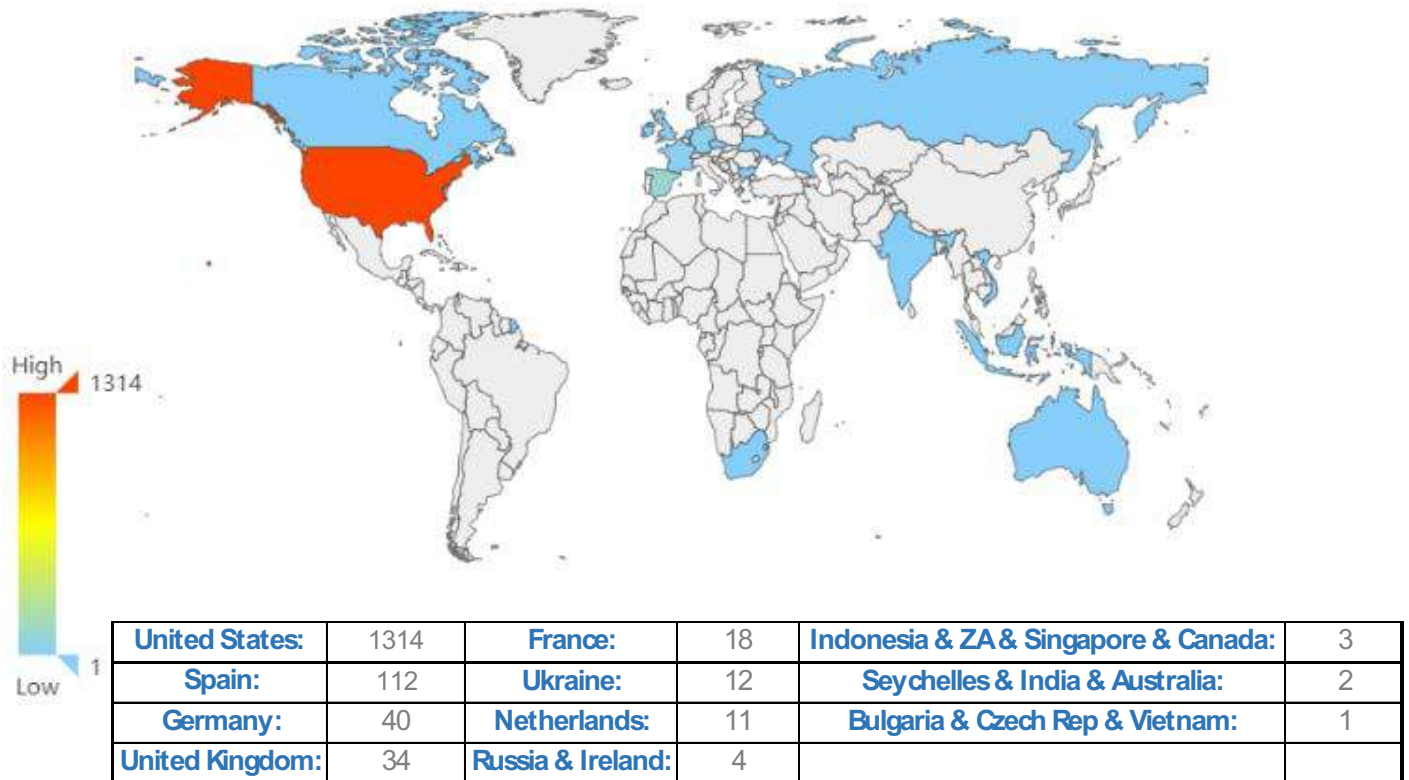 High
1314
1
Low
United States: 1314 France: 18 Indonesia & ZA & Singapore & Canada: 3
Spain: 112 Ukraine: 12 Seychelles & India & Australia: 2
Germany: 40 Netherlands: 11 Bulgaria & Czech Rep & Vietnam: 1
United Kingdom: 34 Russia & Ireland: 4